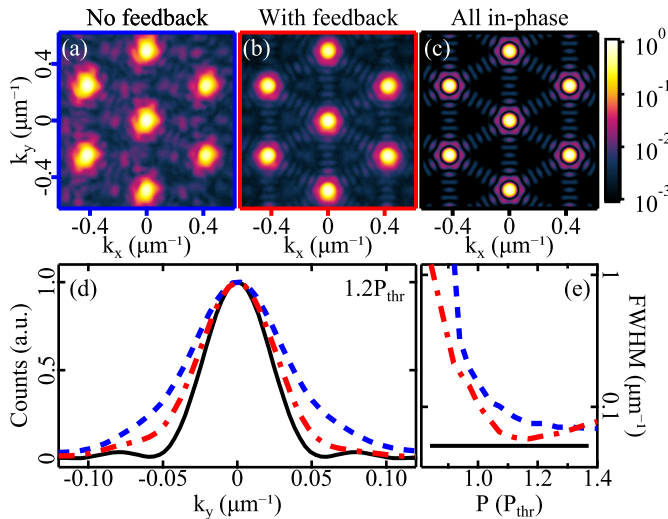 No feedback With feedback All in-phase
(a) (b) (c)
0.4 0 -0.4
k_y (μm⁻¹)
10⁰ 10⁻¹ 10⁻² 10⁻³
-0.4 0 0.4 -0.4 0 0.4 -0.4 0 0.4
k_x (μm⁻¹) k_x (μm⁻¹) k_x (μm⁻¹)
(d) 1.2P_thr (e)
1.0 0.5 0
Counts (a.u.)
1 0.1
FWHM (μm⁻¹)
-0.10 -0.05 0 0.05 0.10 1.0 1.2 1.4
k_y (μm⁻¹) P (P_thr)